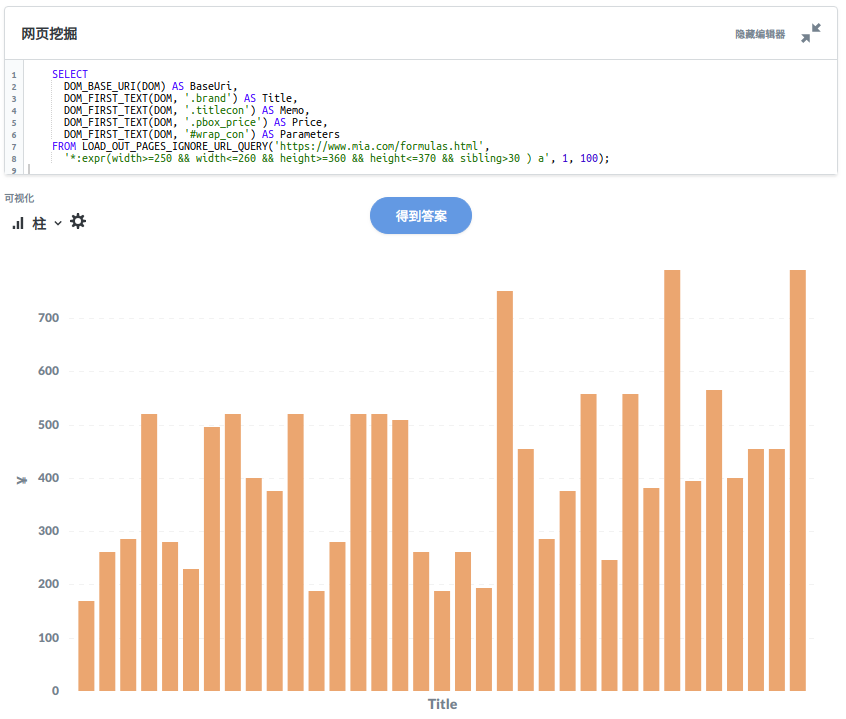 网页挖掘
隐藏编辑器
1 SELECT
2 DOM_BASE_URI(DOM) AS BaseUri,
3 DOM_FIRST_TEXT(DOM, '.brand') AS Title,
4 DOM_FIRST_TEXT(DOM, '.titlecon') AS Memo,
5 DOM_FIRST_TEXT(DOM, '.pbox_price') AS Price,
6 DOM_FIRST_TEXT(DOM, '#wrap_con') AS Parameters
7 FROM LOAD_OUT_PAGES_IGNORE_URL_QUERY('https://www.mia.com/formulas.html',
8 '*:expr(width>=250 && width<=260 && height>=360 && height<=370 && sibling>30 ) a', 1, 100);
9
可视化
柱
得到答案
700
600
500
400
300
200
100
0
Title